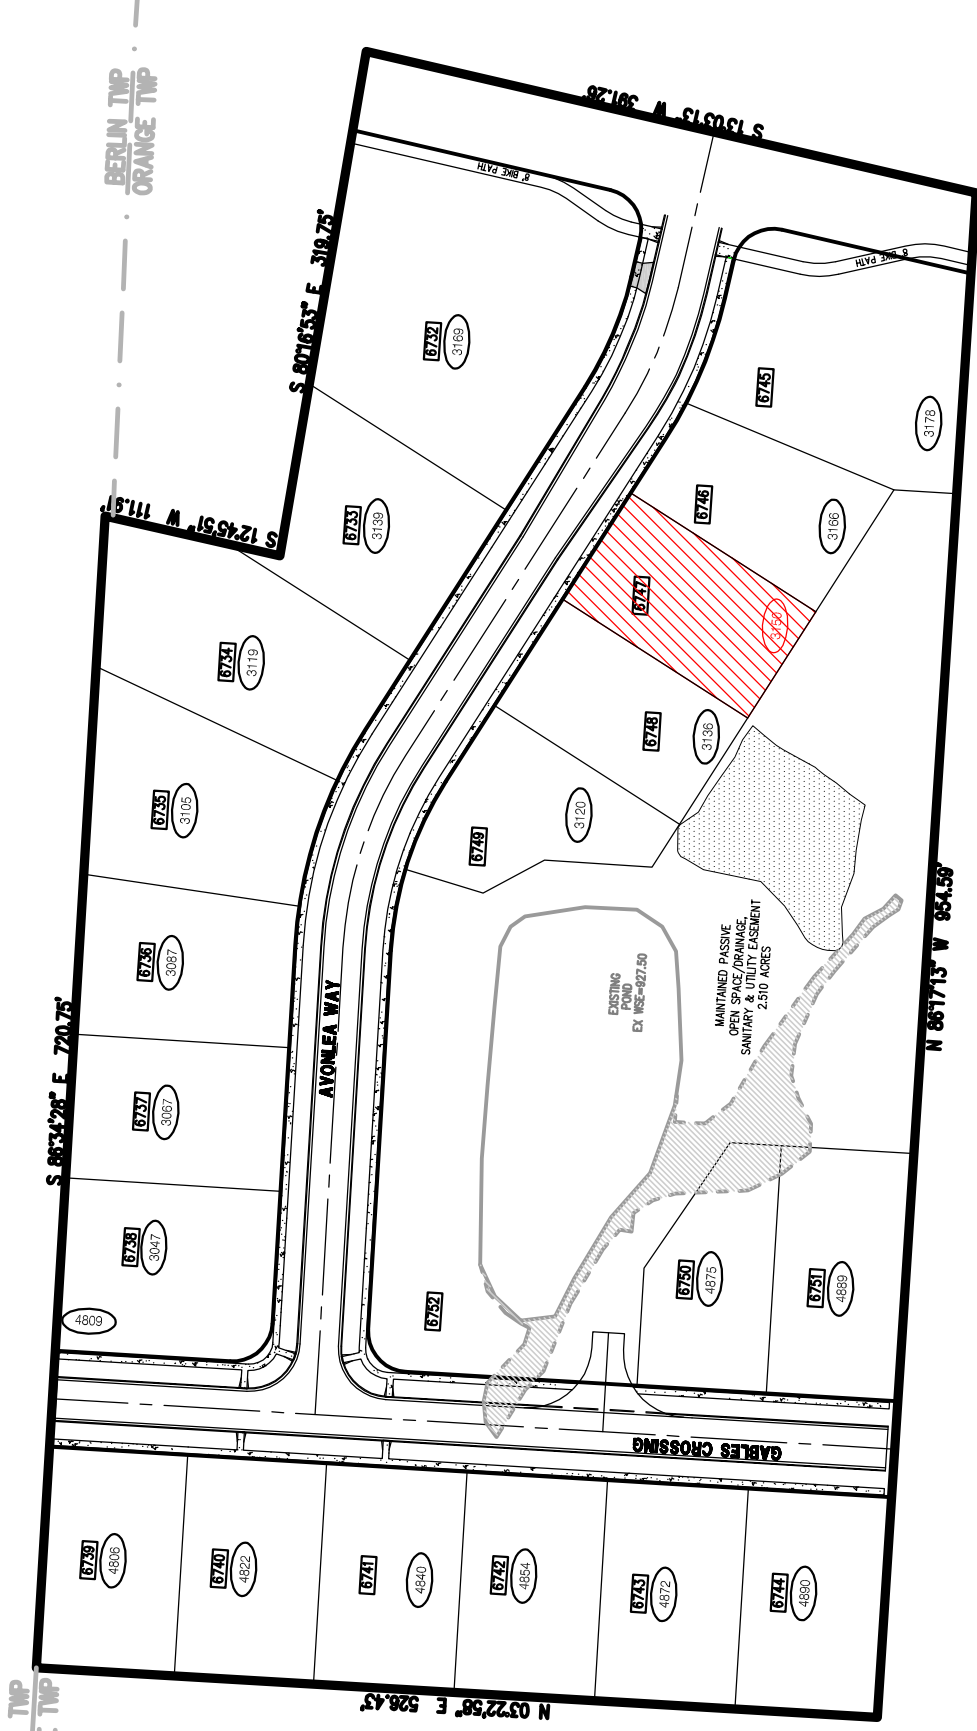 BERLIN TWP
ORANGE TWP
S 13°03'13" W 391.26'
S 80°16'53" E 319.75'
S 12°45'51" W 111.91'
S 86°34'28" E 720.75'
N 86°17'13" W 954.59'
N 03°22'58" E 526.43'
8' BIKE PATH
8' BIKE PATH
6732
3169
6733
3139
6734
3119
6735
3105
6736
3087
6737
3067
6738
3047
4809
6745
3178
6746
3166
6747
3150
6748
3136
6749
3120
AVONLEA WAY
EXISTING
POND
EX WSE=927.50
MAINTAINED PASSIVE
OPEN SPACE/DRAINAGE,
SANITARY & UTILITY EASEMENT
2.510 ACRES
6752
6750
4875
6751
4889
GABLES CROSSING
6739
4806
6740
4822
6741
4840
6742
4854
6743
4872
6744
4890
TWP
TWP